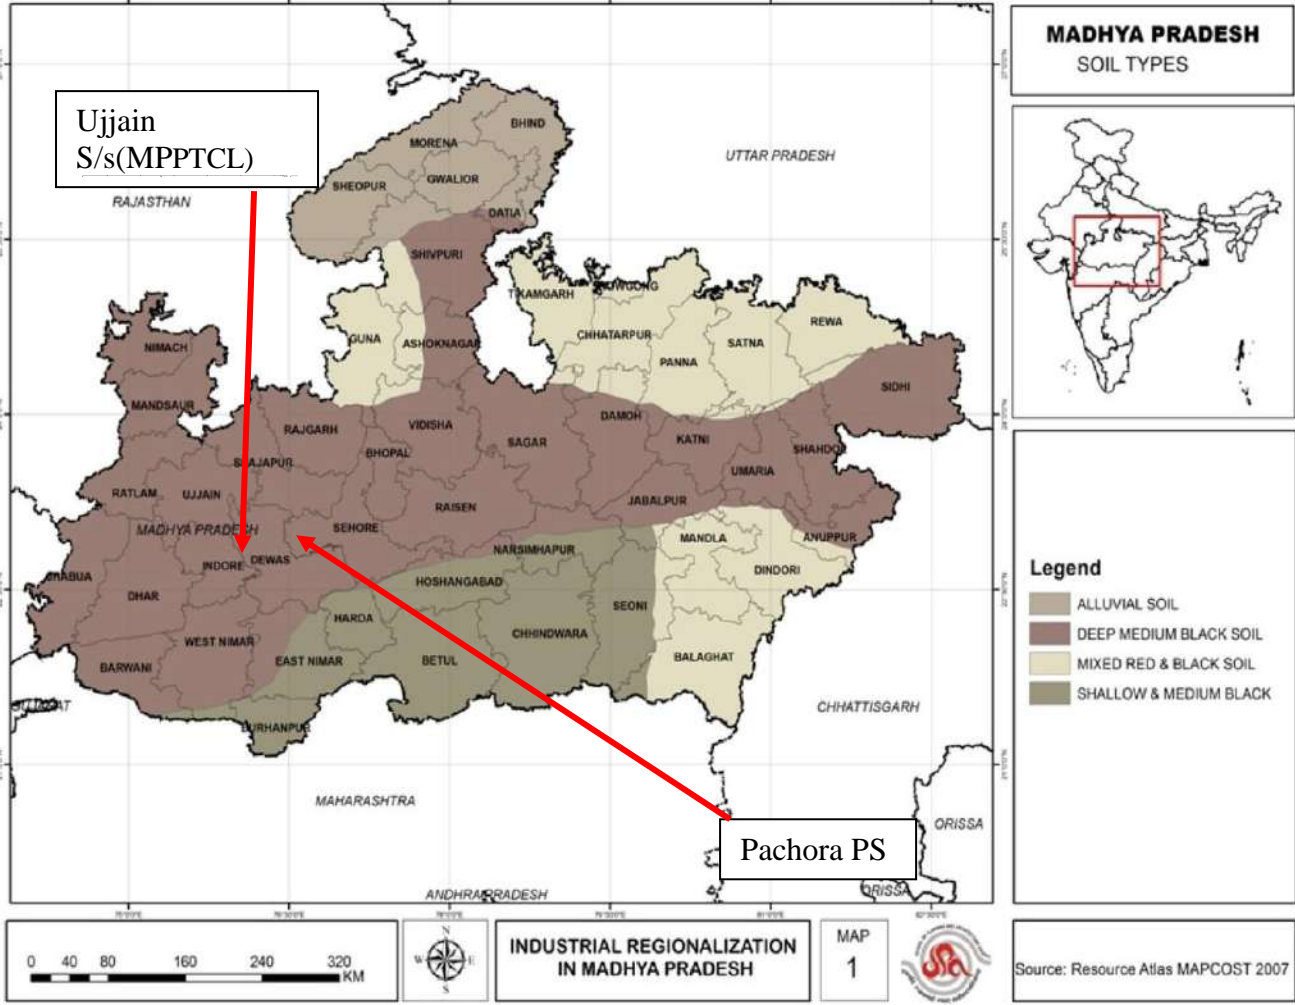 MADHYA PRADESH
SOIL TYPES
Ujjain
S/s(MPPTCL)
BHIND
MORENA
UTTAR PRADESH
GWALIOR
SHEOPUR
RAJASTHAN
DATIA
SHIVPURI
TIKAMGARH
REWA
CHHATARPUR
GUNA
ASHOKNAGAR
SATNA
NIMACH
PANNA
SIDHI
MANDSAUR
DAMOH
VIDISHA
RAJGARH
KATNI
SAGAR
BHOPAL
SHAHDOL
SHAJAPUR
UMARIA
RATLAM
UJJAIN
JABALPUR
RAISEN
MADHYA PRADESH
SEHORE
MANDLA
ANUPPUR
NARSIMHAPUR
INDORE
DEWAS
DINDORI
JHABUA
HOSHANGABAD
DHAR
SEONI
HARDA
CHHINDWARA
WEST NIMAR
BALAGHAT
EAST NIMAR
BETUL
BARWANI
GUJARAT
CHHATTISGARH
BURHANPUR
MAHARASHTRA
ORISSA
Pachora PS
ORISSA
ANDHRA PRADESH
Legend
ALLUVIAL SOIL
DEEP MEDIUM BLACK SOIL
MIXED RED & BLACK SOIL
SHALLOW & MEDIUM BLACK
0 40 80 160 240 320
KM
N
W E
S
INDUSTRIAL REGIONALIZATION
IN MADHYA PRADESH
MAP
1
Source: Resource Atlas MAPCOST 2007